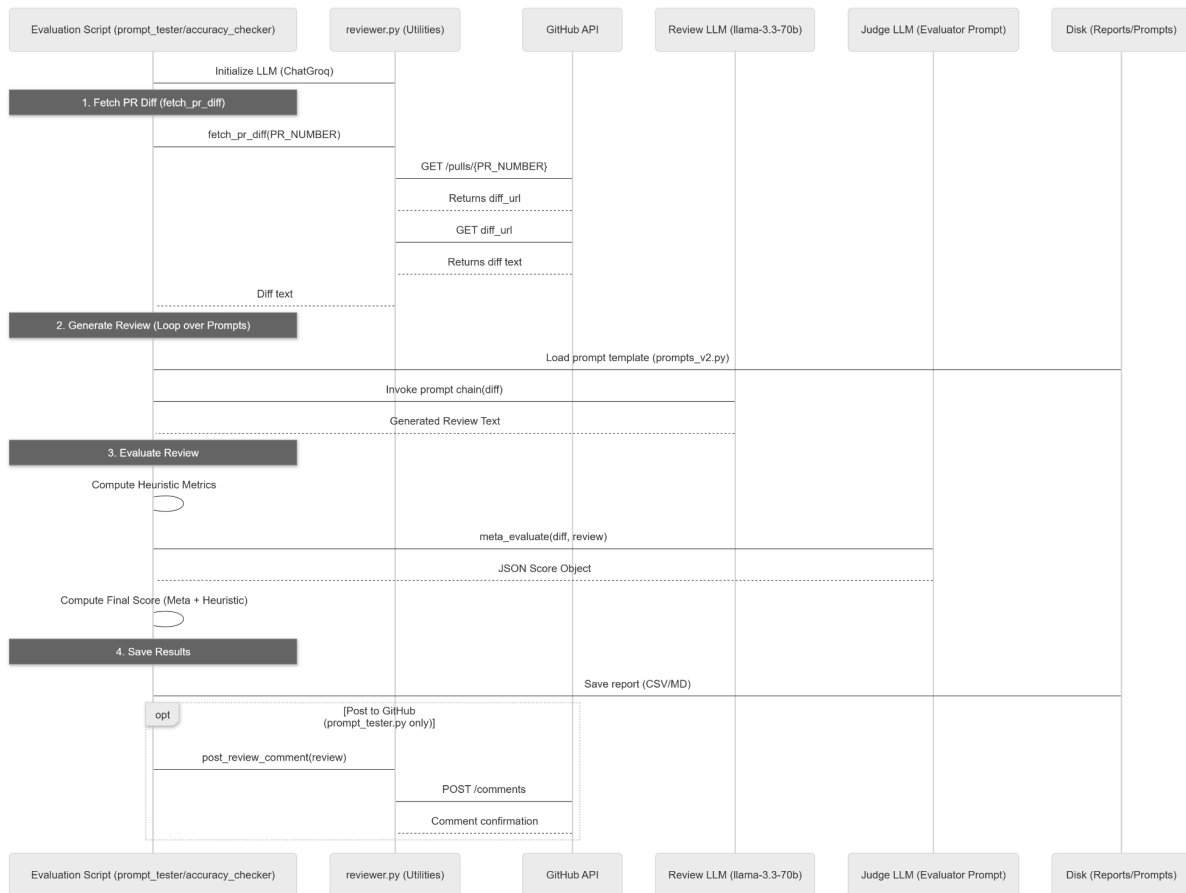 Evaluation Script (prompt_tester/accuracy_checker)
reviewer.py (Utilities)
GitHub API
Review LLM (llama-3.3-70b)
Judge LLM (Evaluator Prompt)
Disk (Reports/Prompts)
Initialize LLM (ChatGroq)
1. Fetch PR Diff (fetch_pr_diff)
fetch_pr_diff(PR_NUMBER)
GET /pulls/{PR_NUMBER}
Returns diff_url
GET diff_url
Returns diff text
Diff text
2. Generate Review (Loop over Prompts)
Load prompt template (prompts_v2.py)
Invoke prompt chain(diff)
Generated Review Text
3. Evaluate Review
Compute Heuristic Metrics
meta_evaluate(diff, review)
JSON Score Object
Compute Final Score (Meta + Heuristic)
4. Save Results
Save report (CSV/MD)
opt
[Post to GitHub
(prompt_tester.py only)]
post_review_comment(review)
POST /comments
Comment confirmation
Evaluation Script (prompt_tester/accuracy_checker)
reviewer.py (Utilities)
GitHub API
Review LLM (llama-3.3-70b)
Judge LLM (Evaluator Prompt)
Disk (Reports/Prompts)